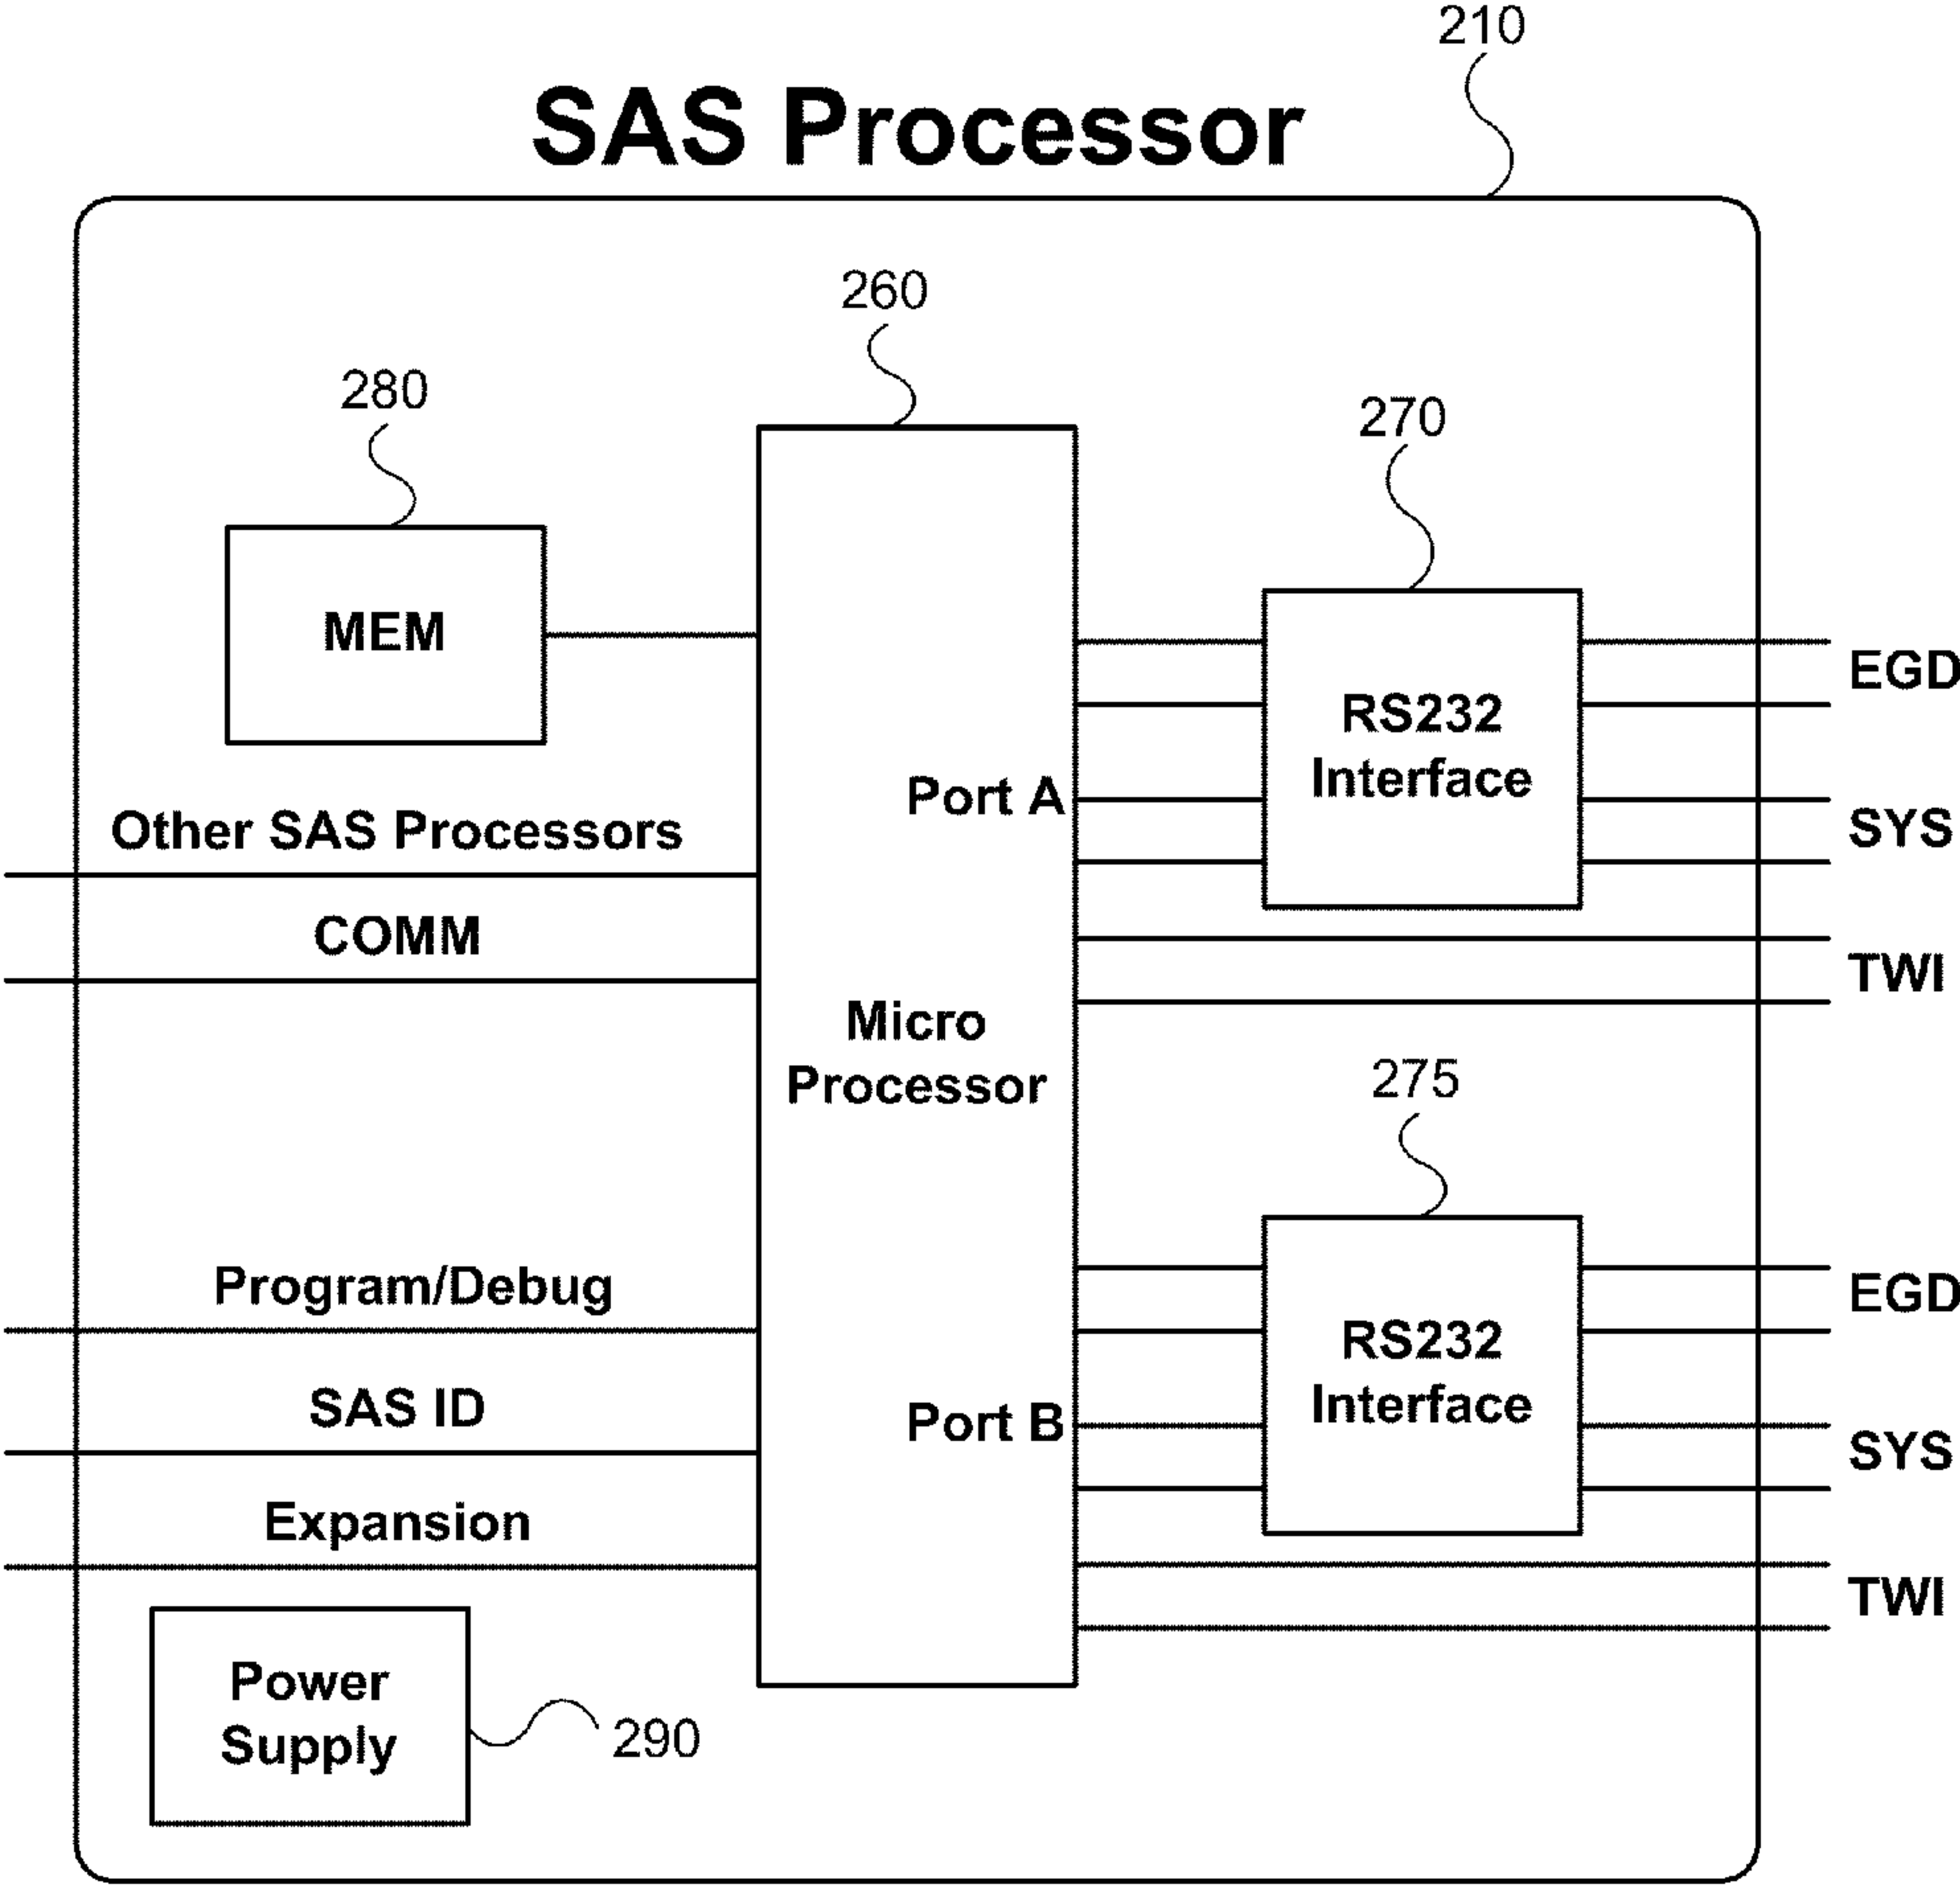 210
SAS Processor
260
280
270
MEM
EGD
RS232
Interface
Port A
Other SAS Processors
SYS
COMM
TWI
Micro
Processor
275
Program/Debug
EGD
RS232
Interface
SAS ID
Port B
SYS
Expansion
TWI
Power
Supply
290